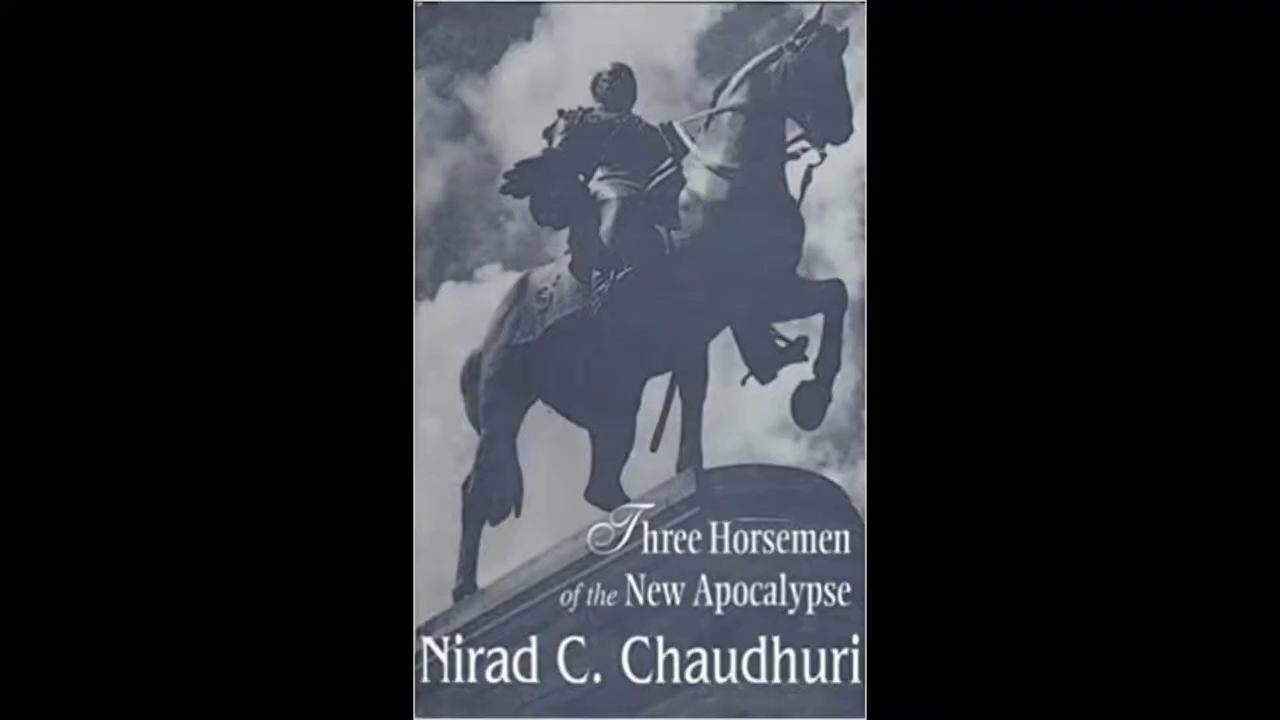 Three Horsemen
of the New Apocalypse
Nirad C. Chaudhuri